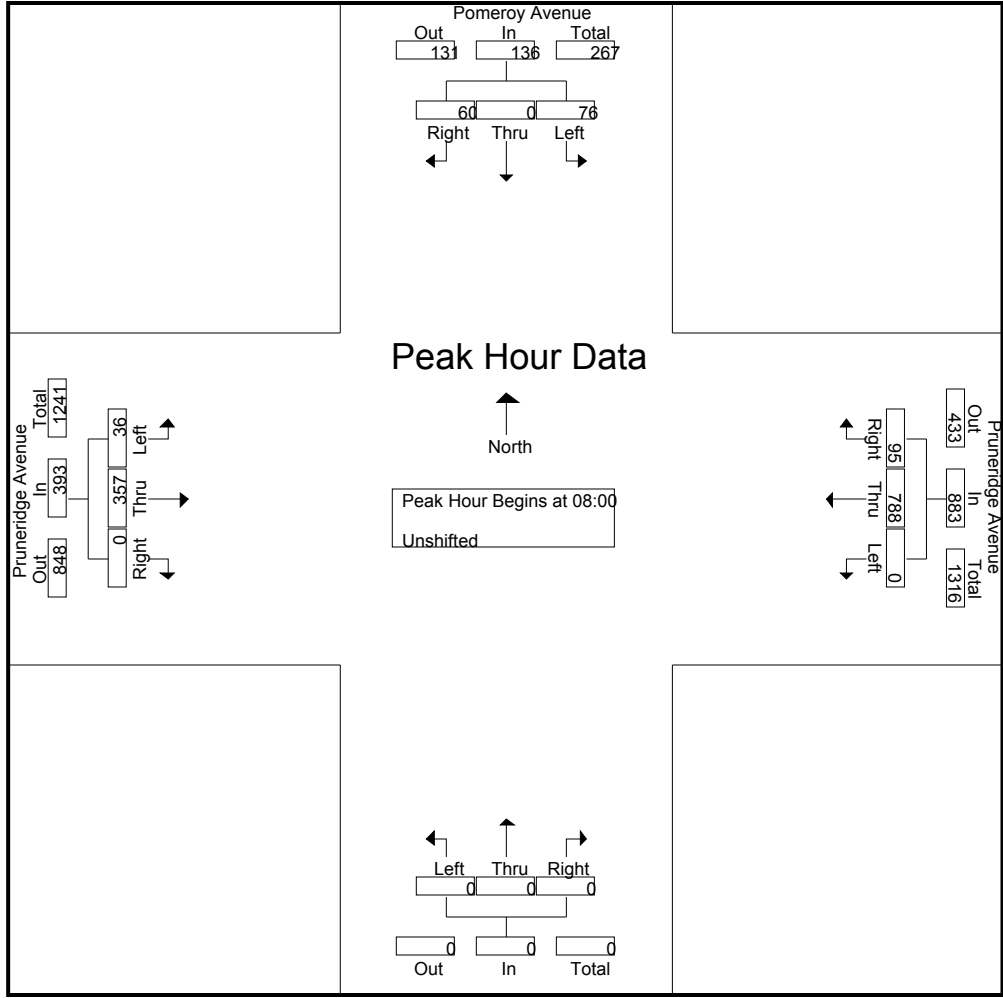 Pomeroy Avenue
Out In Total
131 136 267
60 0 76
Right Thru Left
Peak Hour Data
North
Peak Hour Begins at 08:00
Unshifted
Pruneridge Avenue
Out In Total
848 393 1241
0 357 36
Right Thru Left
Pruneridge Avenue
Out In Total
433 883 1316
95 788 0
Right Thru Left
Left Thru Right
0 0 0
0 0 0
Out In Total